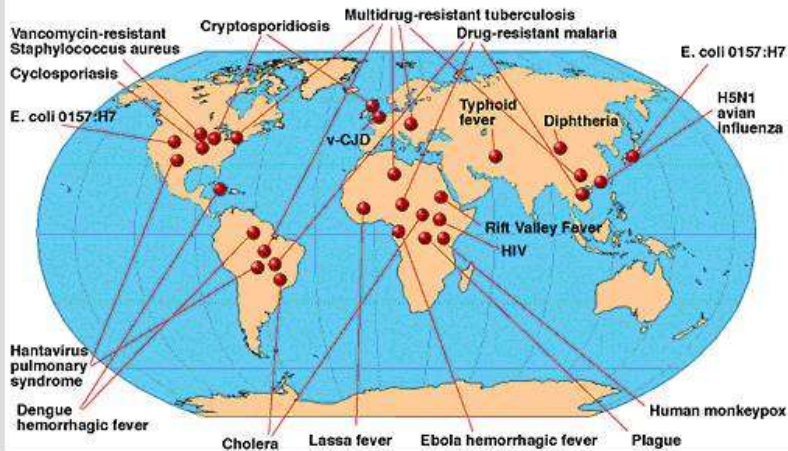 Multidrug-resistant tuberculosis
Cryptosporidiosis
Drug-resistant malaria
Vancomycin-resistant
Staphylococcus aureus
E. coli 0157:H7
Cyclosporiasis
H5N1
avian
influenza
E. coli 0157:H7
Typhoid
fever
Diphtheria
v-CJD
Rift Valley Fever
HIV
Hantavirus
pulmonary
syndrome
Dengue
hemorrhagic fever
Human monkeypox
Cholera
Lassa fever
Ebola hemorrhagic fever
Plague